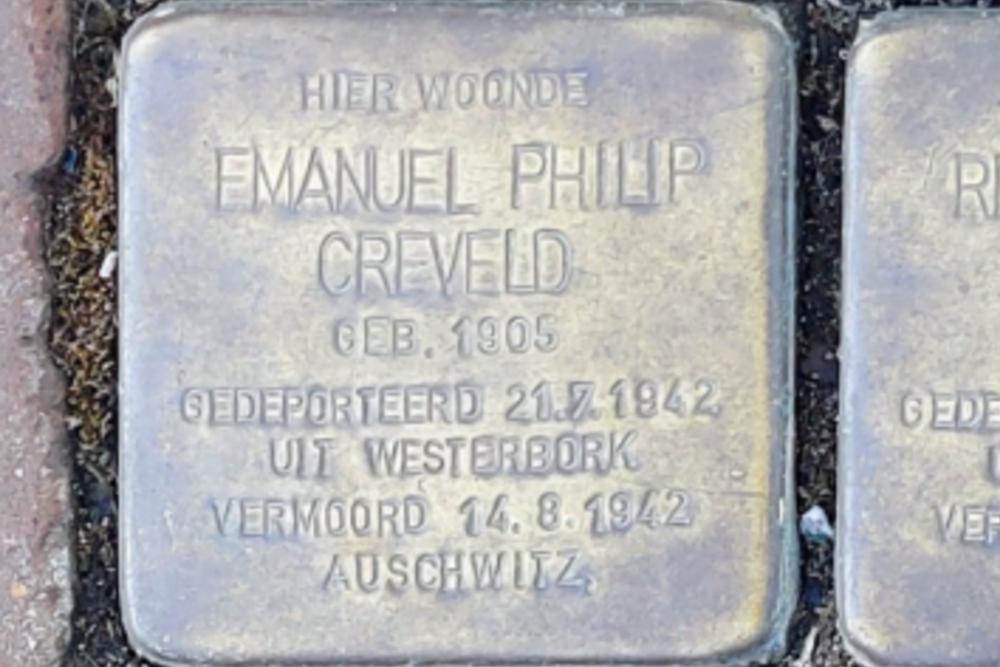 HIER WOONDE
EMANUEL PHILIP
CREVELD
GEB. 1905
GEDEPORTEERD 21.7.1942
UIT WESTERBORK
VERMOORD 14.8.1942
AUSCHWITZ